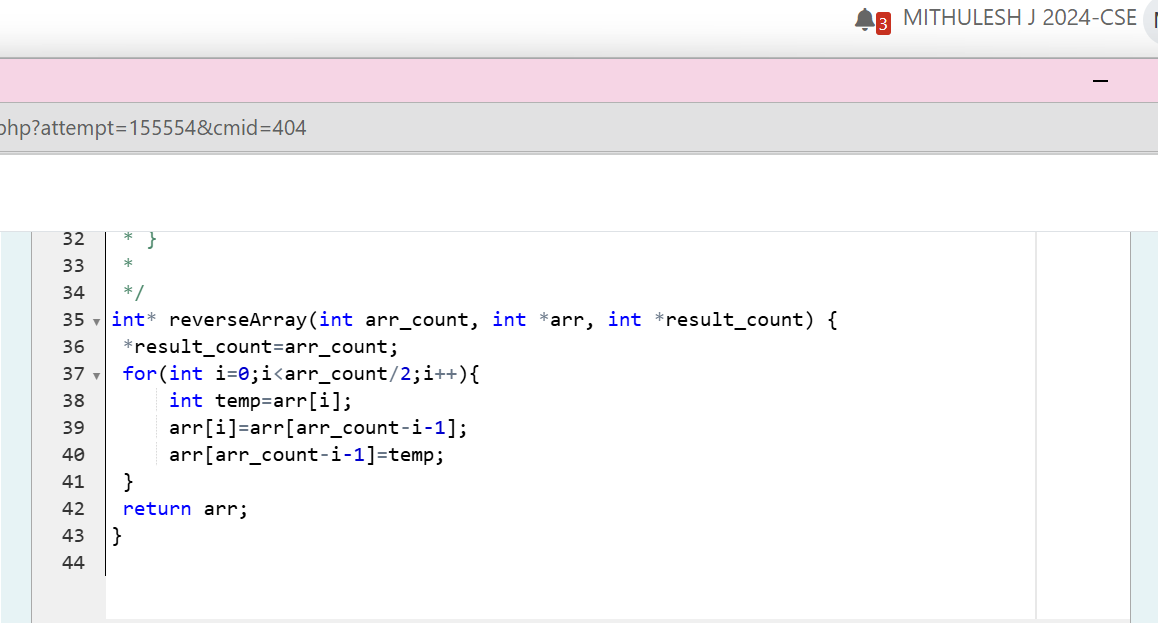 3 MITHULESH J 2024-CSE
php?attempt=155554&cmid=404
32 * }
33 *
34 */
35 int* reverseArray(int arr_count, int *arr, int *result_count) {
36 *result_count=arr_count;
37 for(int i=0;i<arr_count/2;i++){
38 int temp=arr[i];
39 arr[i]=arr[arr_count-i-1];
40 arr[arr_count-i-1]=temp;
41 }
42 return arr;
43 }
44